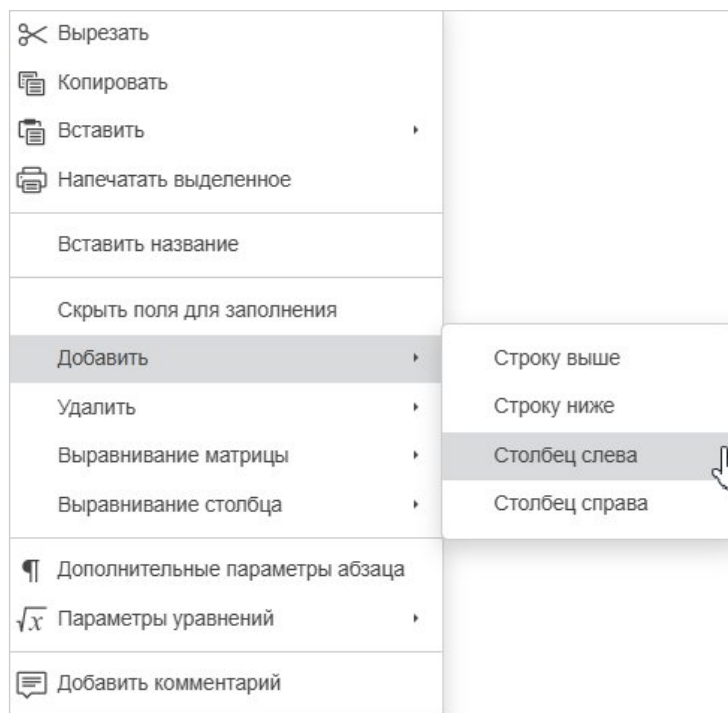 Вырезать
Копировать
Вставить
Напечатать выделенное
Вставить название
Скрыть поля для заполнения
Добавить
Удалить
Выравнивание матрицы
Выравнивание столбца
Дополнительные параметры абзаца
Параметры уравнений
Добавить комментарий
Строку выше
Строку ниже
Столбец слева
Столбец справа